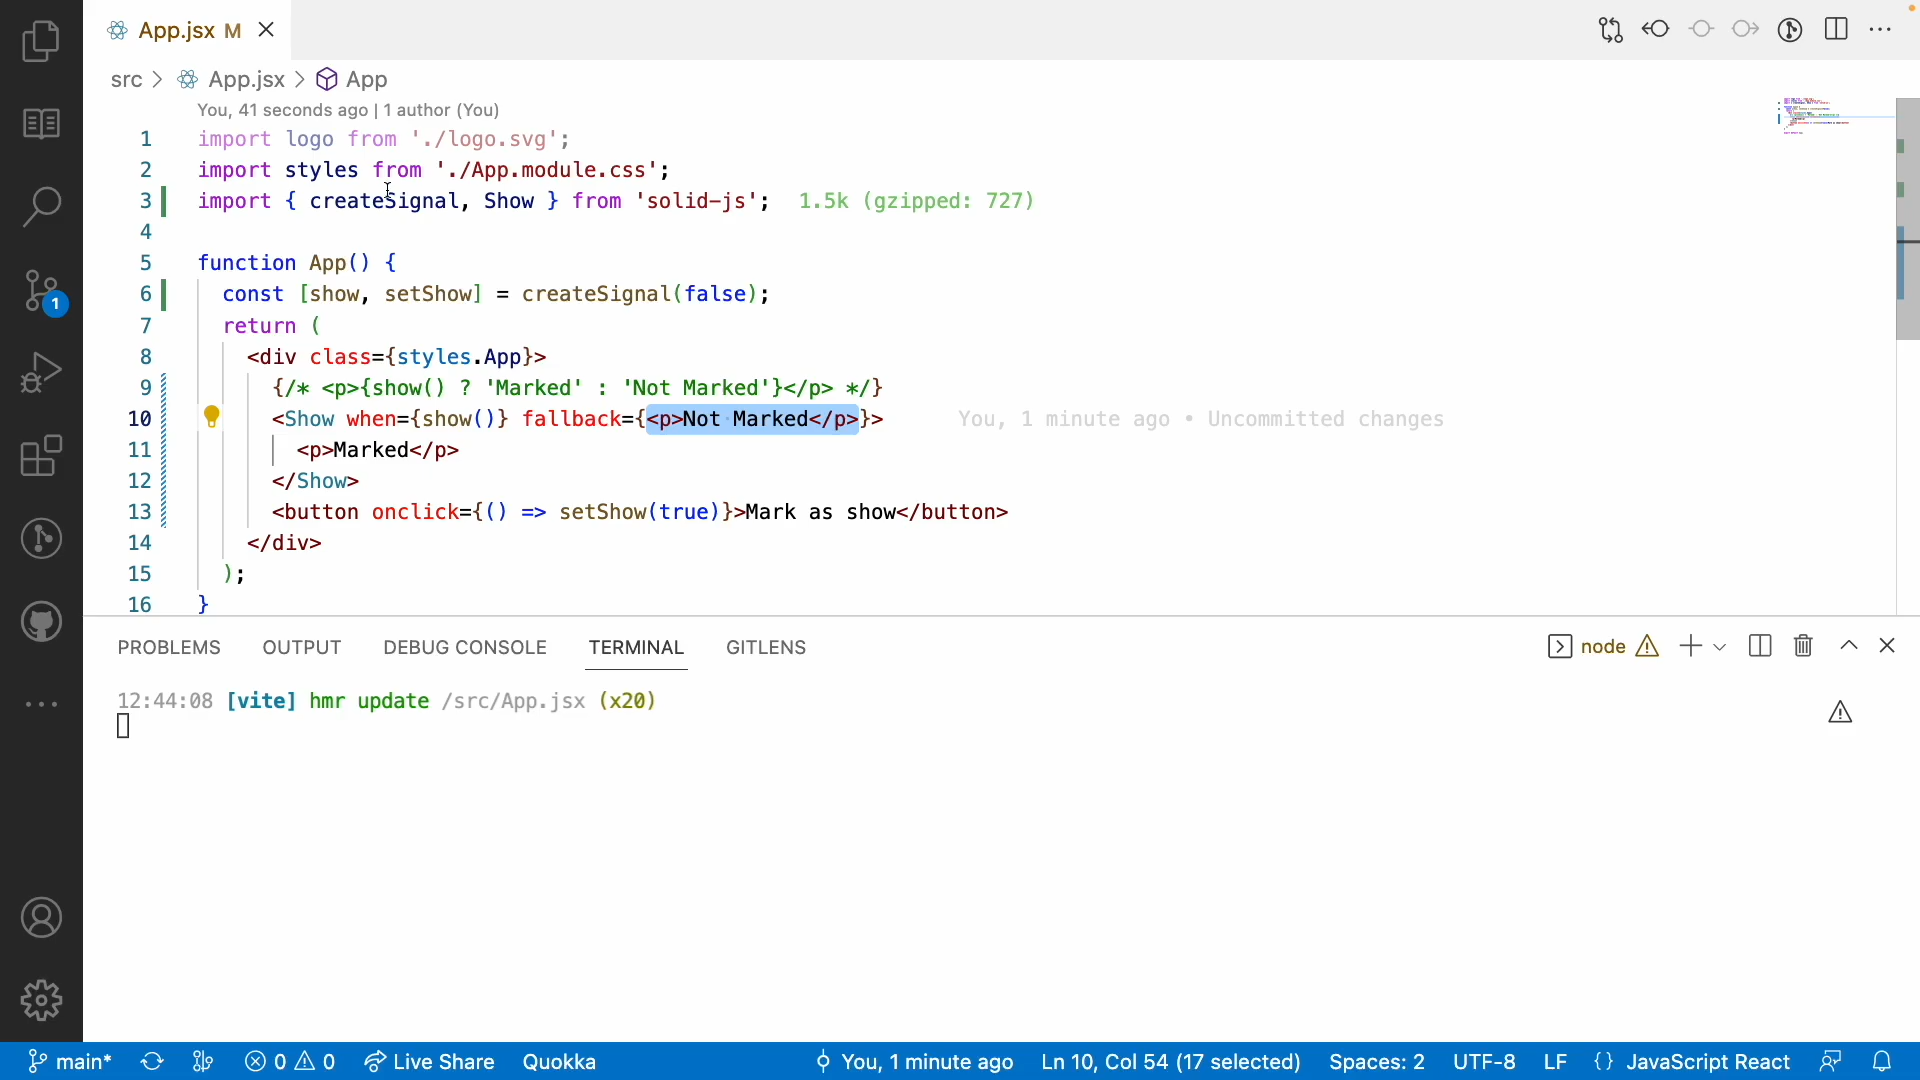 App.jsx M
src > App.jsx > App
You, 41 seconds ago | 1 author (You)
1 import logo from './logo.svg';
2 import styles from './App.module.css';
3 import { createSignal, Show } from 'solid-js'; 1.5k (gzipped: 727)
4
5 function App() {
6 const [show, setShow] = createSignal(false);
7 return (
8 <div class={styles.App}>
9 {/* <p>{show() ? 'Marked' : 'Not Marked'}</p> */}
10 <Show when={show()} fallback={<p>Not Marked</p>}> You, 1 minute ago • Uncommitted changes
11 <p>Marked</p>
12 </Show>
13 <button onclick={() => setShow(true)}>Mark as show</button>
14 </div>
15 );
16 }
1
PROBLEMS OUTPUT DEBUG CONSOLE TERMINAL GITLENS node
12:44:08 [vite] hmr update /src/App.jsx (x20)
main* 0 0 Live Share Quokka You, 1 minute ago Ln 10, Col 54 (17 selected) Spaces: 2 UTF-8 LF {} JavaScript React